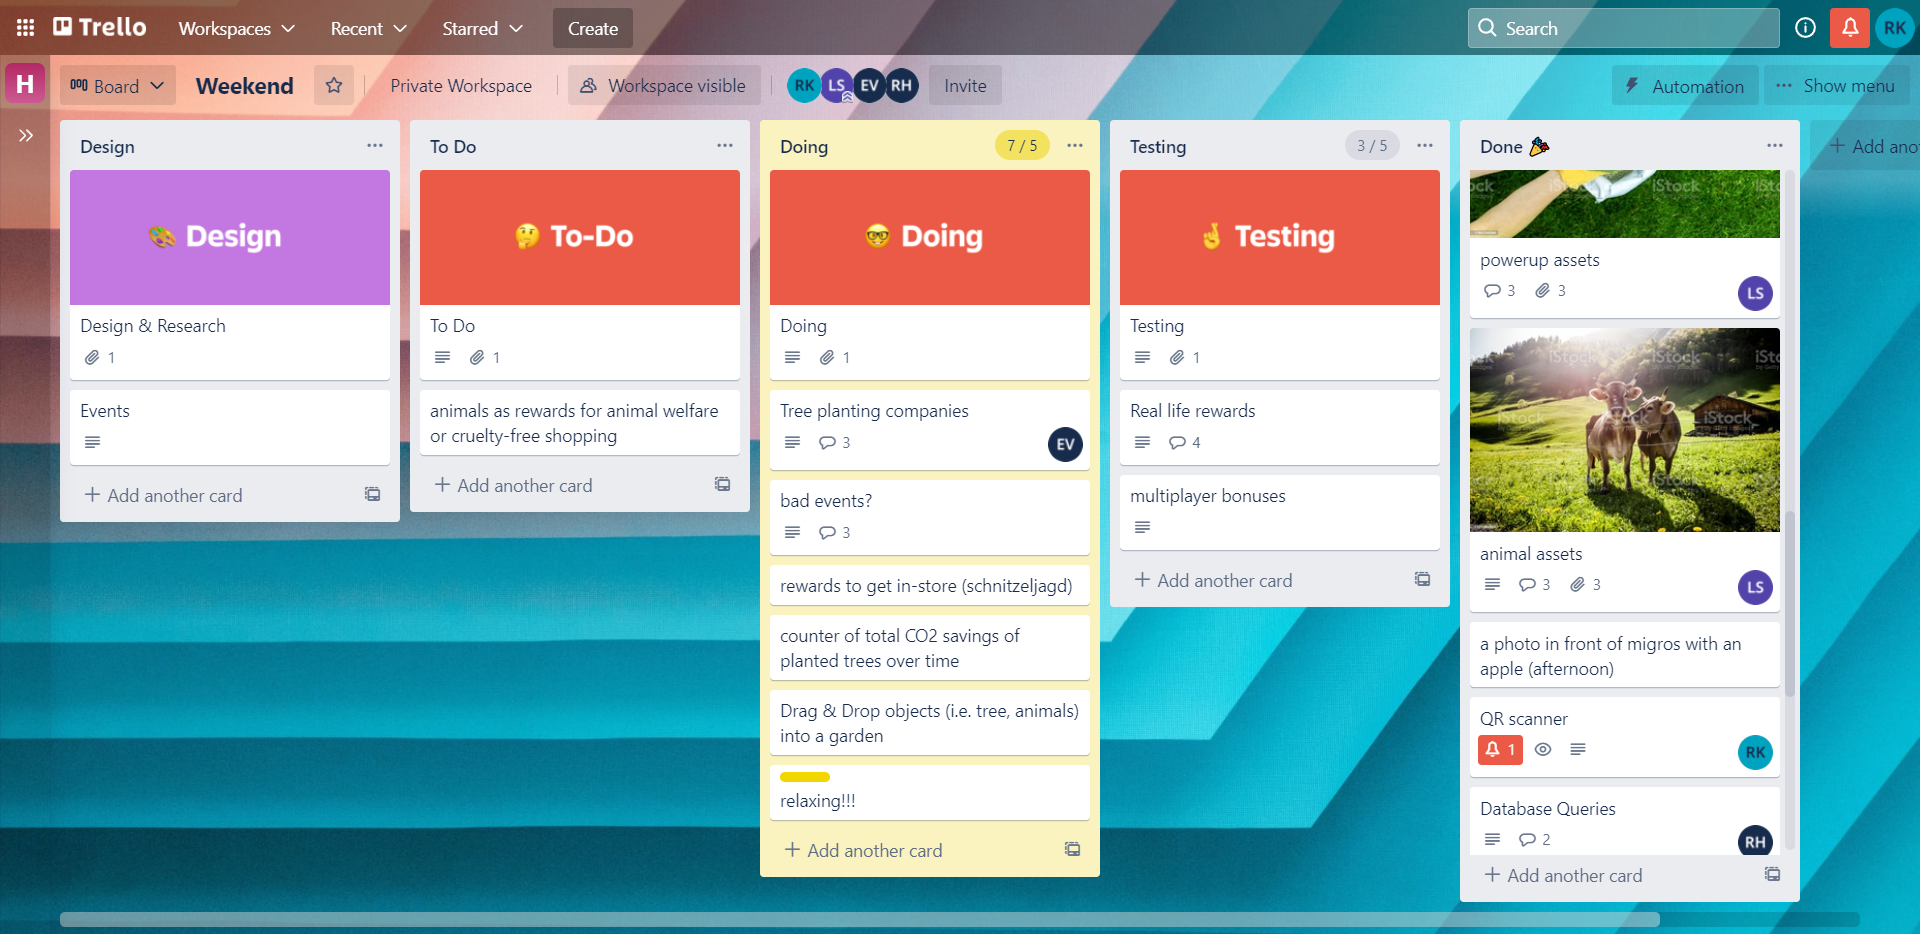 Trello
Workspaces
Recent
Starred
Create
Search
RK
H
Board
Weekend
Private Workspace
Workspace visible
RK
LS
EV
RH
Invite
Automation
Show menu
Design
Design
Design & Research
1
Events
Add another card
To Do
To-Do
To Do
1
animals as rewards for animal welfare
or cruelty-free shopping
Add another card
Doing
7 / 5
Doing
Doing
1
Tree planting companies
3
EV
bad events?
3
rewards to get in-store (schnitzeljagd)
counter of total CO2 savings of
planted trees over time
Drag & Drop objects (i.e. tree, animals)
into a garden
relaxing!!!
Add another card
Testing
3 / 5
Testing
Testing
1
Real life rewards
4
multiplayer bonuses
Add another card
Done
iStock
powerup assets
3
3
LS
iStock
iStock
iStock
iStock
animal assets
3
3
LS
a photo in front of migros with an
apple (afternoon)
QR scanner
1
RK
Database Queries
2
RH
Add another card
Add ano